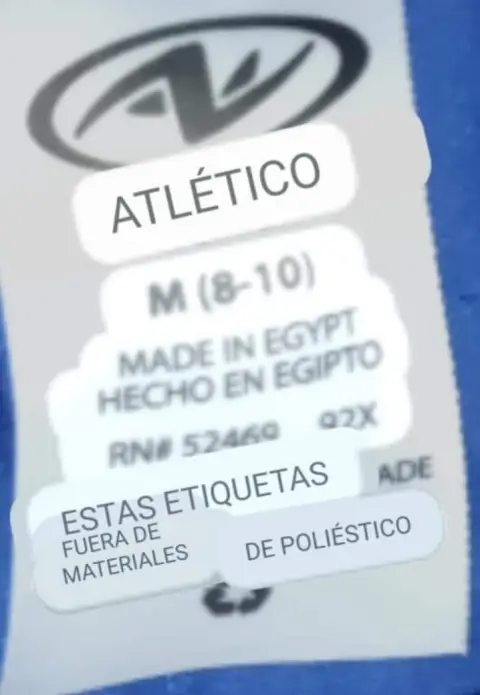 ATLÉTICO
M (8-10)
MADE IN EGYPT
HECHO EN EGIPTO
RN# 52469 92X
ESTAS ETIQUETAS
ADE
FUERA DE
MATERIALES
DE POLIÉSTICO